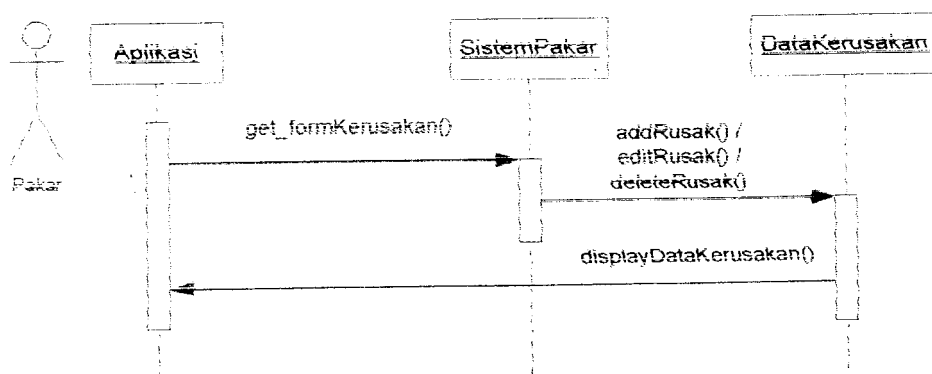 Aplikasi
SistemPakar
DataKerusakan
get_formKerusakan()
addRusak() /
editRusak() /
deleteRusak()
Pakar
displayDataKerusakan()